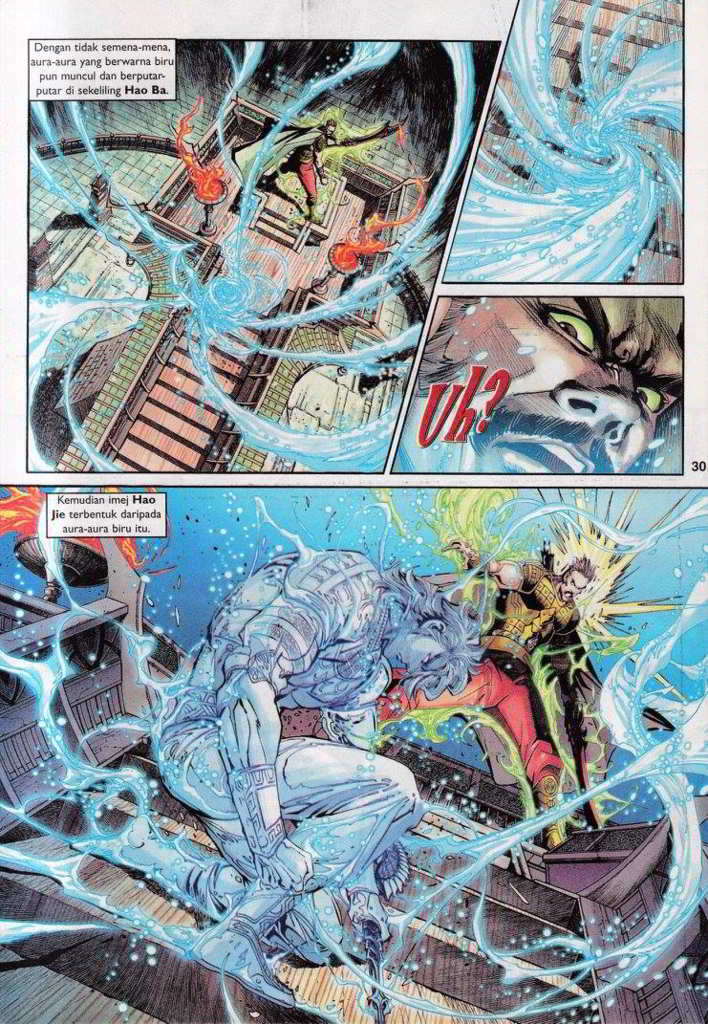 Dengan tidak semena-mena,
aura-aura yang berwarna biru
pun muncul dan berputar-
putar di sekeliling Hao Ba.
Uh?
30
Kemudian imej Hao
Jie terbentuk daripada
aura-aura biru itu.